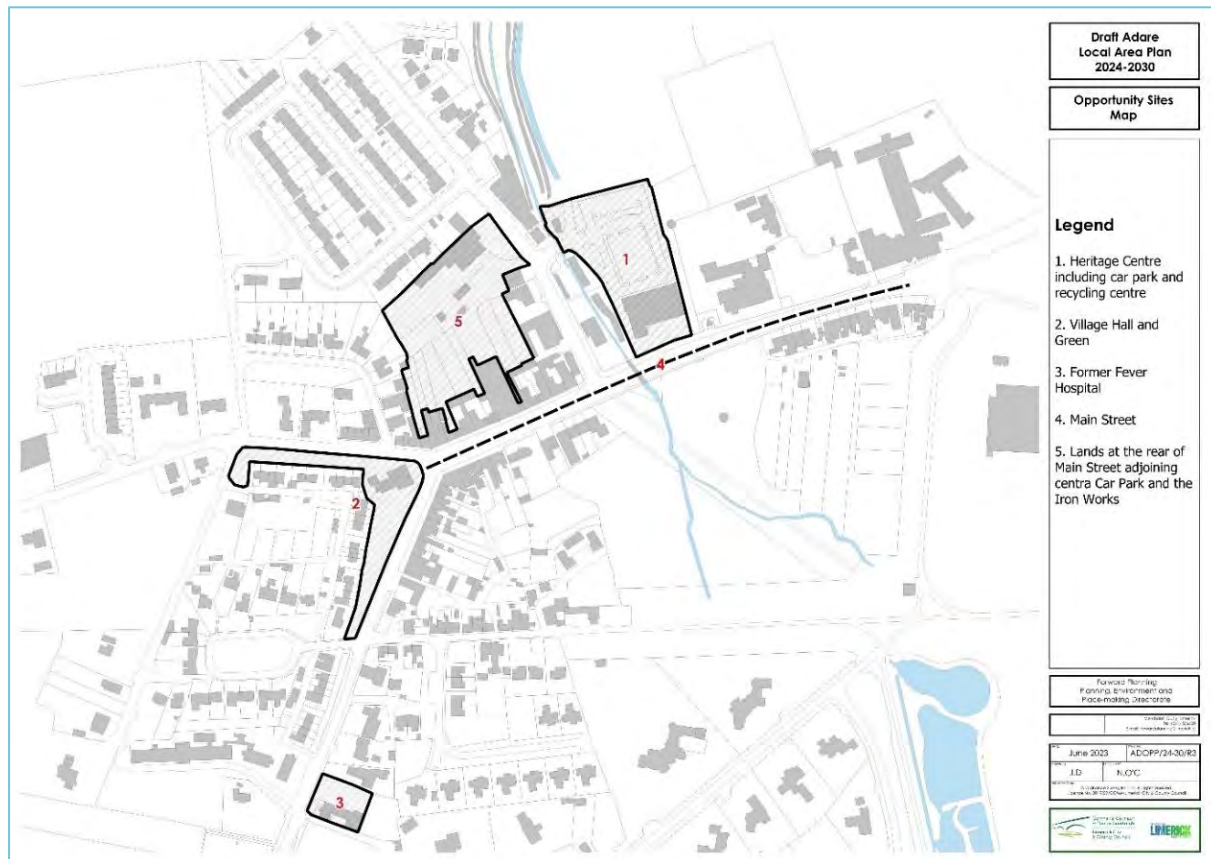 Draft Adare
Local Area Plan
2024-2030
Opportunity Sites
Map
Legend
1. Heritage Centre
including car park and
recycling centre
2. Village Hall and
Green
3. Former Fever
Hospital
4. Main Street
5. Lands at the rear of
Main Street adjoining
centra Car Park and the
Iron Works
1
5
4
2
3
Forward Planning
Planning, Environment and
Place-making Directorate
June 2023
ADOPP/24-30/R3
J.D
N.O'C
LIMERICK